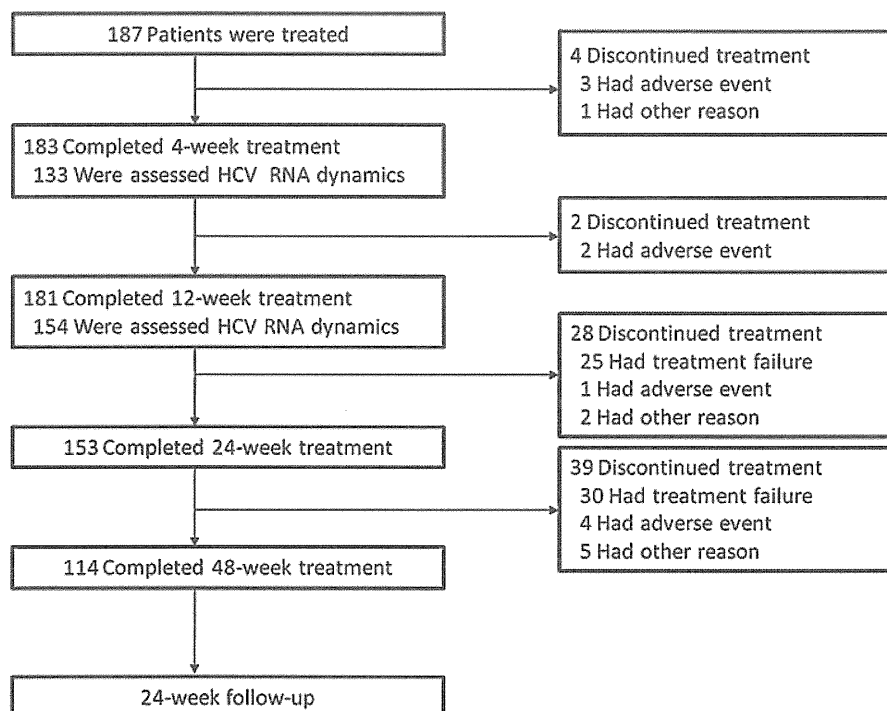 187 Patients were treated
4 Discontinued treatment
3 Had adverse event
1 Had other reason
183 Completed 4-week treatment
133 Were assessed HCV RNA dynamics
2 Discontinued treatment
2 Had adverse event
181 Completed 12-week treatment
154 Were assessed HCV RNA dynamics
28 Discontinued treatment
25 Had treatment failure
1 Had adverse event
2 Had other reason
153 Completed 24-week treatment
39 Discontinued treatment
30 Had treatment failure
4 Had adverse event
5 Had other reason
114 Completed 48-week treatment
24-week follow-up